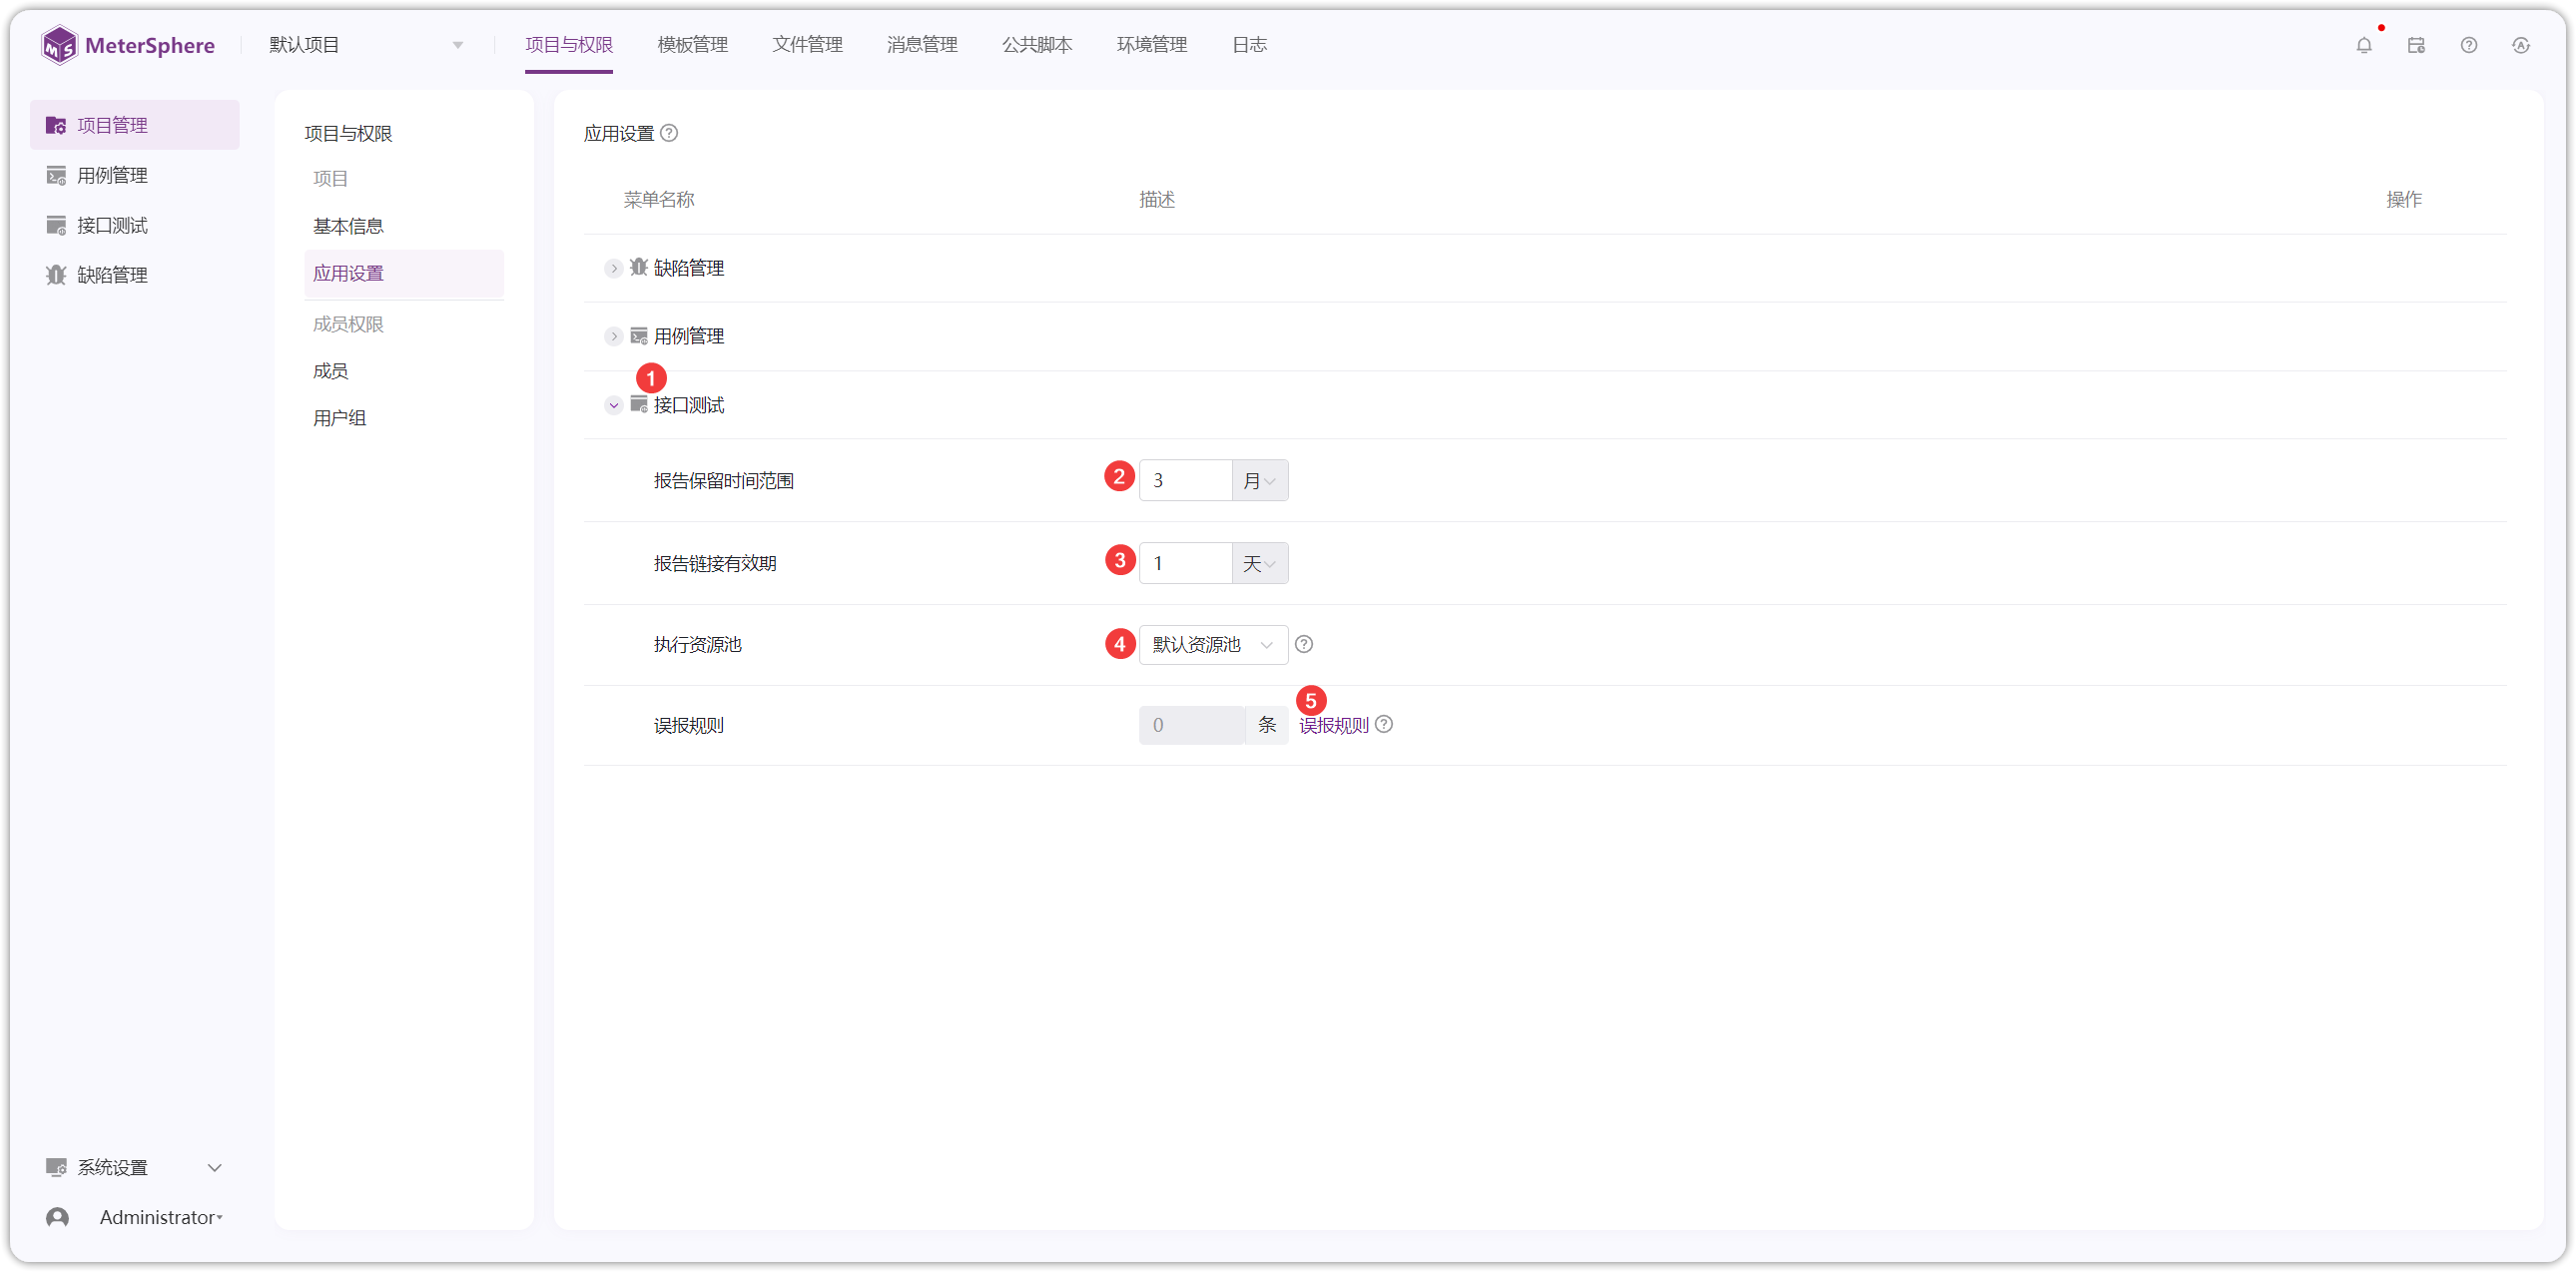 MeterSphere
默认项目
项目与权限 模板管理 文件管理 消息管理 公共脚本 环境管理 日志
项目管理
用例管理
接口测试
缺陷管理
系统设置
Administrator
项目与权限
项目
基本信息
应用设置
成员权限
成员
用户组
应用设置
菜单名称 描述 操作
缺陷管理
用例管理
1
接口测试
报告保留时间范围 2 3 月
报告链接有效期 3 1 天
执行资源池 4 默认资源池
5
误报规则 0 条 误报规则